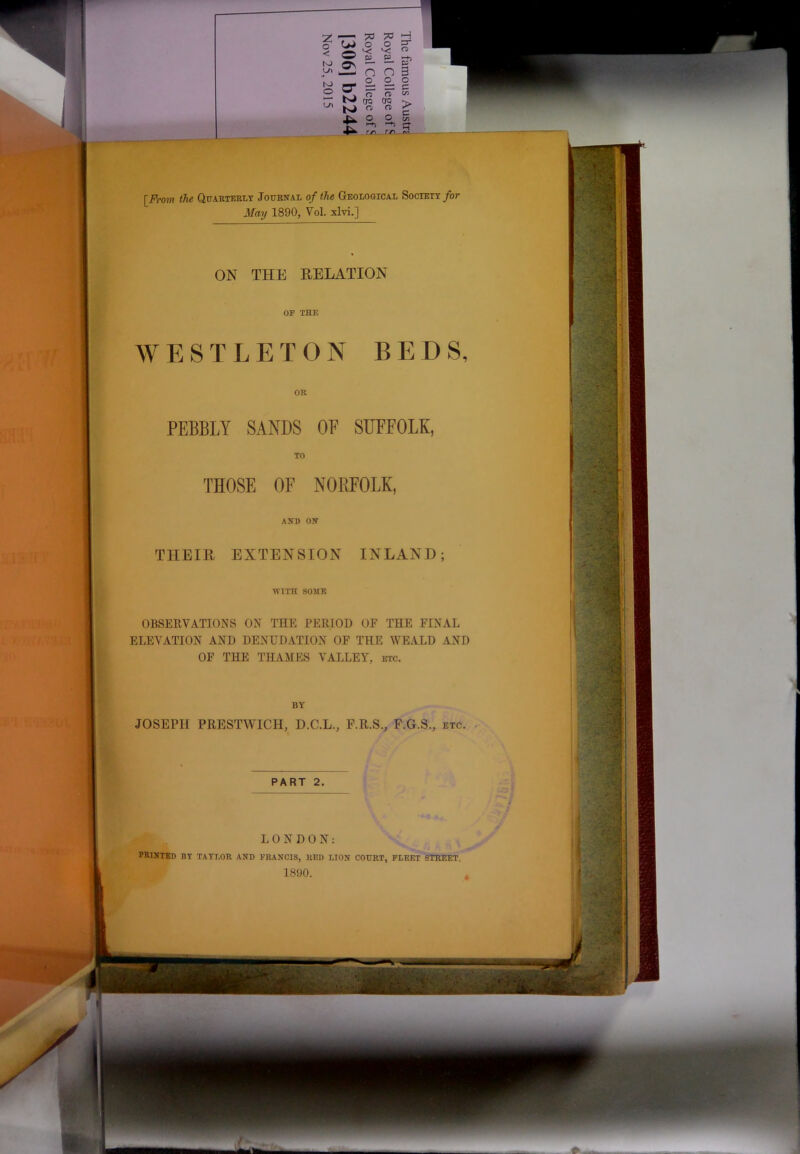 The famous Austra
Royal College of S
Royal College of S
[306] b2244
Nov 25, 2015
[From the Quarterly Journal of the Geological Society for
May 1890, Vol. xlvi.]
ON THE RELATION
OF THE
WESTLETON BEDS,
OR
PEBBLY SANDS OF SUFFOLK,
TO
THOSE OF NORFOLK,
AND ON
THEIR EXTENSION INLAND;
WITH SOME
OBSERVATIONS ON THE PERIOD OF THE FINAL
ELEVATION AND DENUDATION OF THE WEALD AND
OF THE THAMES VALLEY, ETC.
BY
JOSEPH PRESTWICH, D.C.L., F.R.S., F.G.S., ETC.
PART 2.
LONDON:
PRINTED BY TAYLOR AND FRANCIS, RED LION COURT, FLEET STREET.
1890.